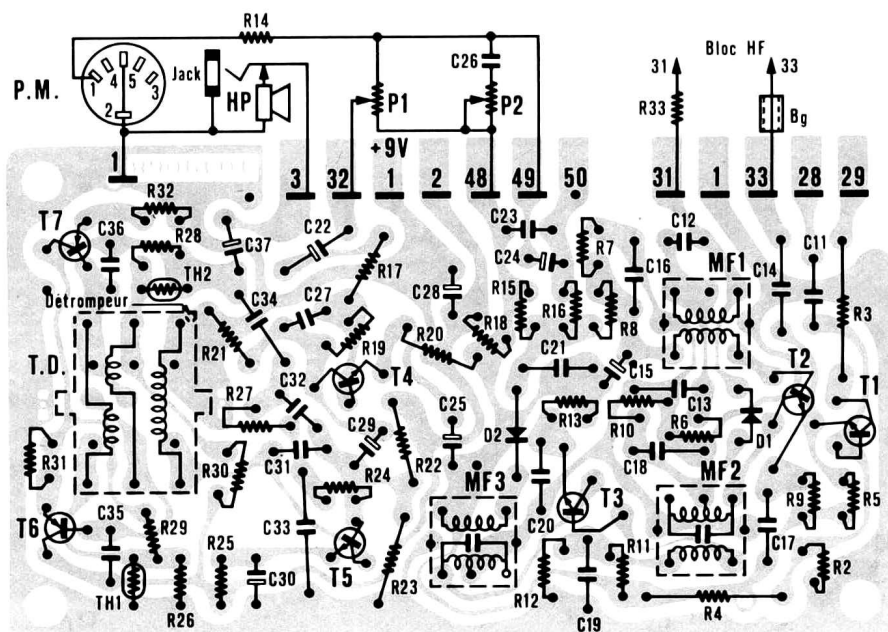 R14
C26
Bloc HF
31 33
Jack
1 4 5 3
2
P.M.
HP
P1
P2
R33
Bg
+9V
1 3 32 1 2 48 49 50 31 1 33 28 29
R32
T7
C36
R28
C37
C22
R17
C23
C24
R7
C16
C12
MF1
C14
C11
TH2
Détrompeur
C34
C27
C28
R15
R16
R8
R3
R21
R19
R20
R18
T.D.
T4
C21
C15
T2
T1
R27
C32
C25
D2
R13
R10
C13
R6
D1
C29
R22
C18
R31
R30
C31
R24
MF3
C20
T3
MF2
R9
R5
T6
C35
R29
C33
T5
C17
R25
C30
R23
R12
R11
R2
TH1
R26
C19
R4